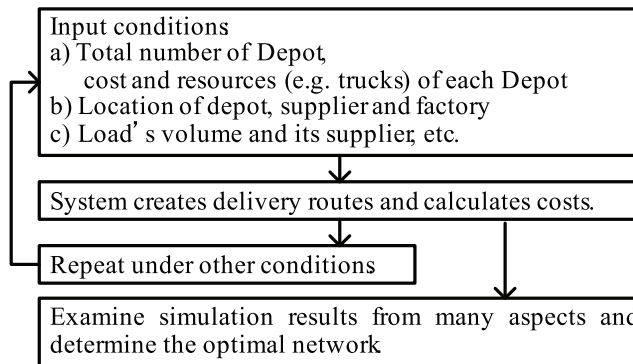 Input conditions
a) Total number of Depot,
cost and resources (e.g. trucks) of each Depot
b) Location of depot, supplier and factory
c) Load's volume and its supplier, etc.
System creates delivery routes and calculates costs.
Repeat under other conditions
Examine simulation results from many aspects and
determine the optimal network